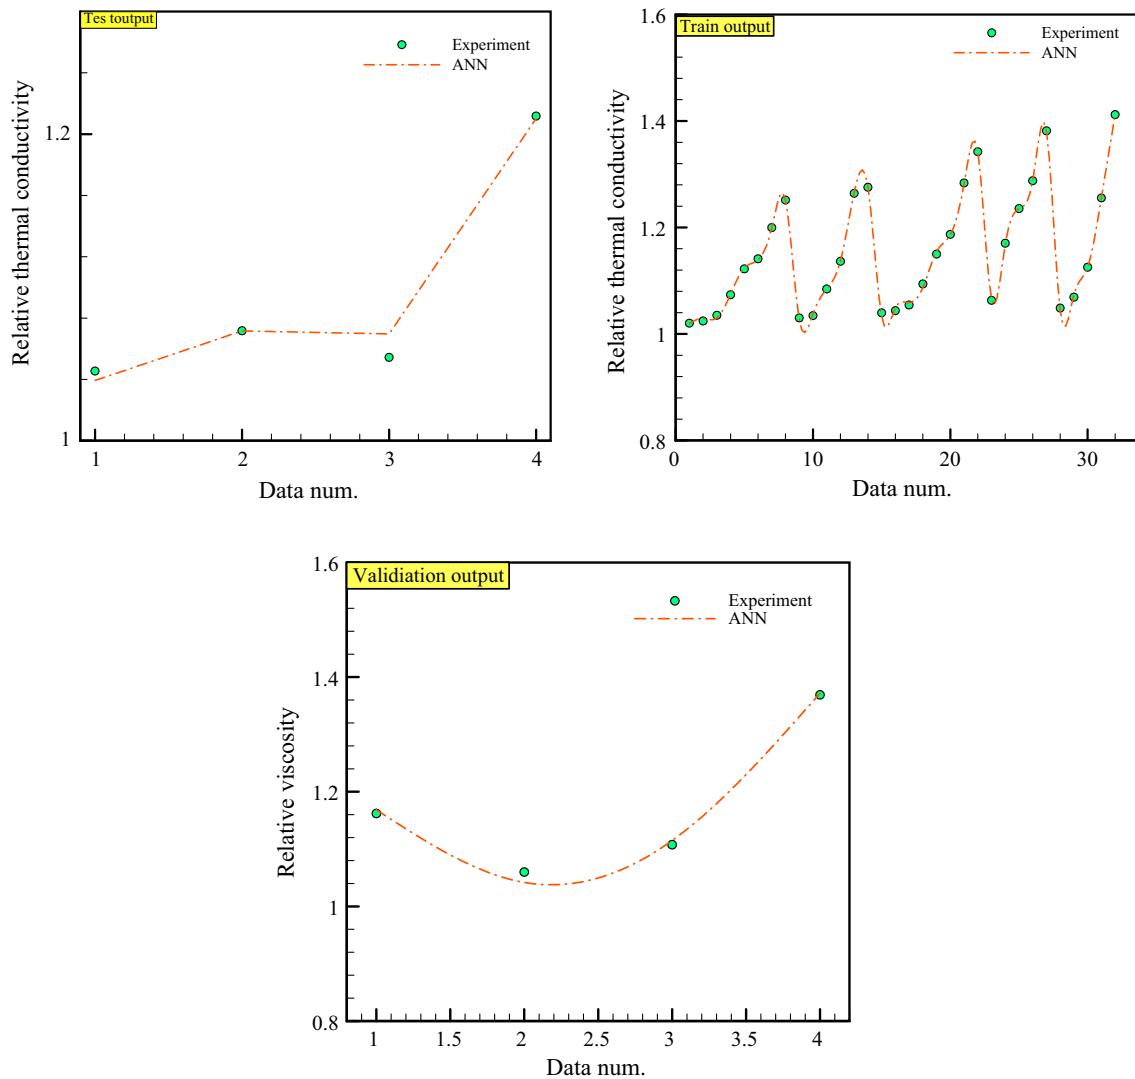 Tes toutput
Experiment
ANN
Relative thermal conductivity
1.2
1
1
2
3
4
Data num.
Train output
Experiment
ANN
Relative thermal conductivity
1.6
1.4
1.2
1
0.8
0
10
20
30
Data num.
Validiation output
Experiment
ANN
Relative viscosity
1.6
1.4
1.2
1
0.8
1
1.5
2
2.5
3
3.5
4
Data num.